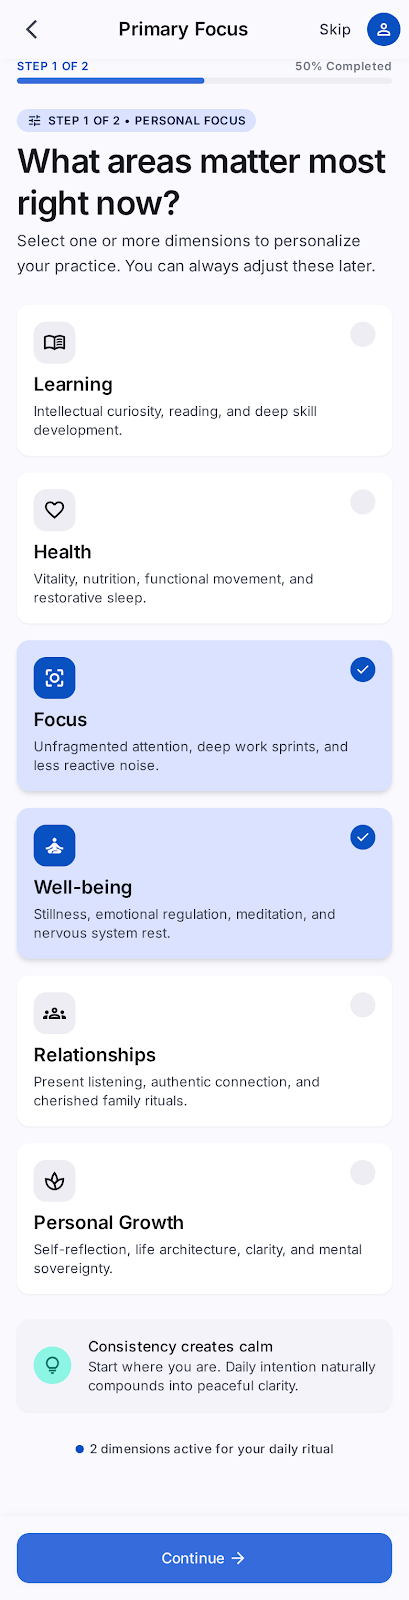 Primary Focus
Skip
STEP 1 OF 2
50% Completed
STEP 1 OF 2 • PERSONAL FOCUS
What areas matter most
right now?
Select one or more dimensions to personalize
your practice. You can always adjust these later.
Learning
Intellectual curiosity, reading, and deep skill
development.
Health
Vitality, nutrition, functional movement, and
restorative sleep.
Focus
Unfragmented attention, deep work sprints, and
less reactive noise.
Well-being
Stillness, emotional regulation, meditation, and
nervous system rest.
Relationships
Present listening, authentic connection, and
cherished family rituals.
Personal Growth
Self-reflection, life architecture, clarity, and mental
sovereignty.
Consistency creates calm
Start where you are. Daily intention naturally
compounds into peaceful clarity.
2 dimensions active for your daily ritual
Continue →